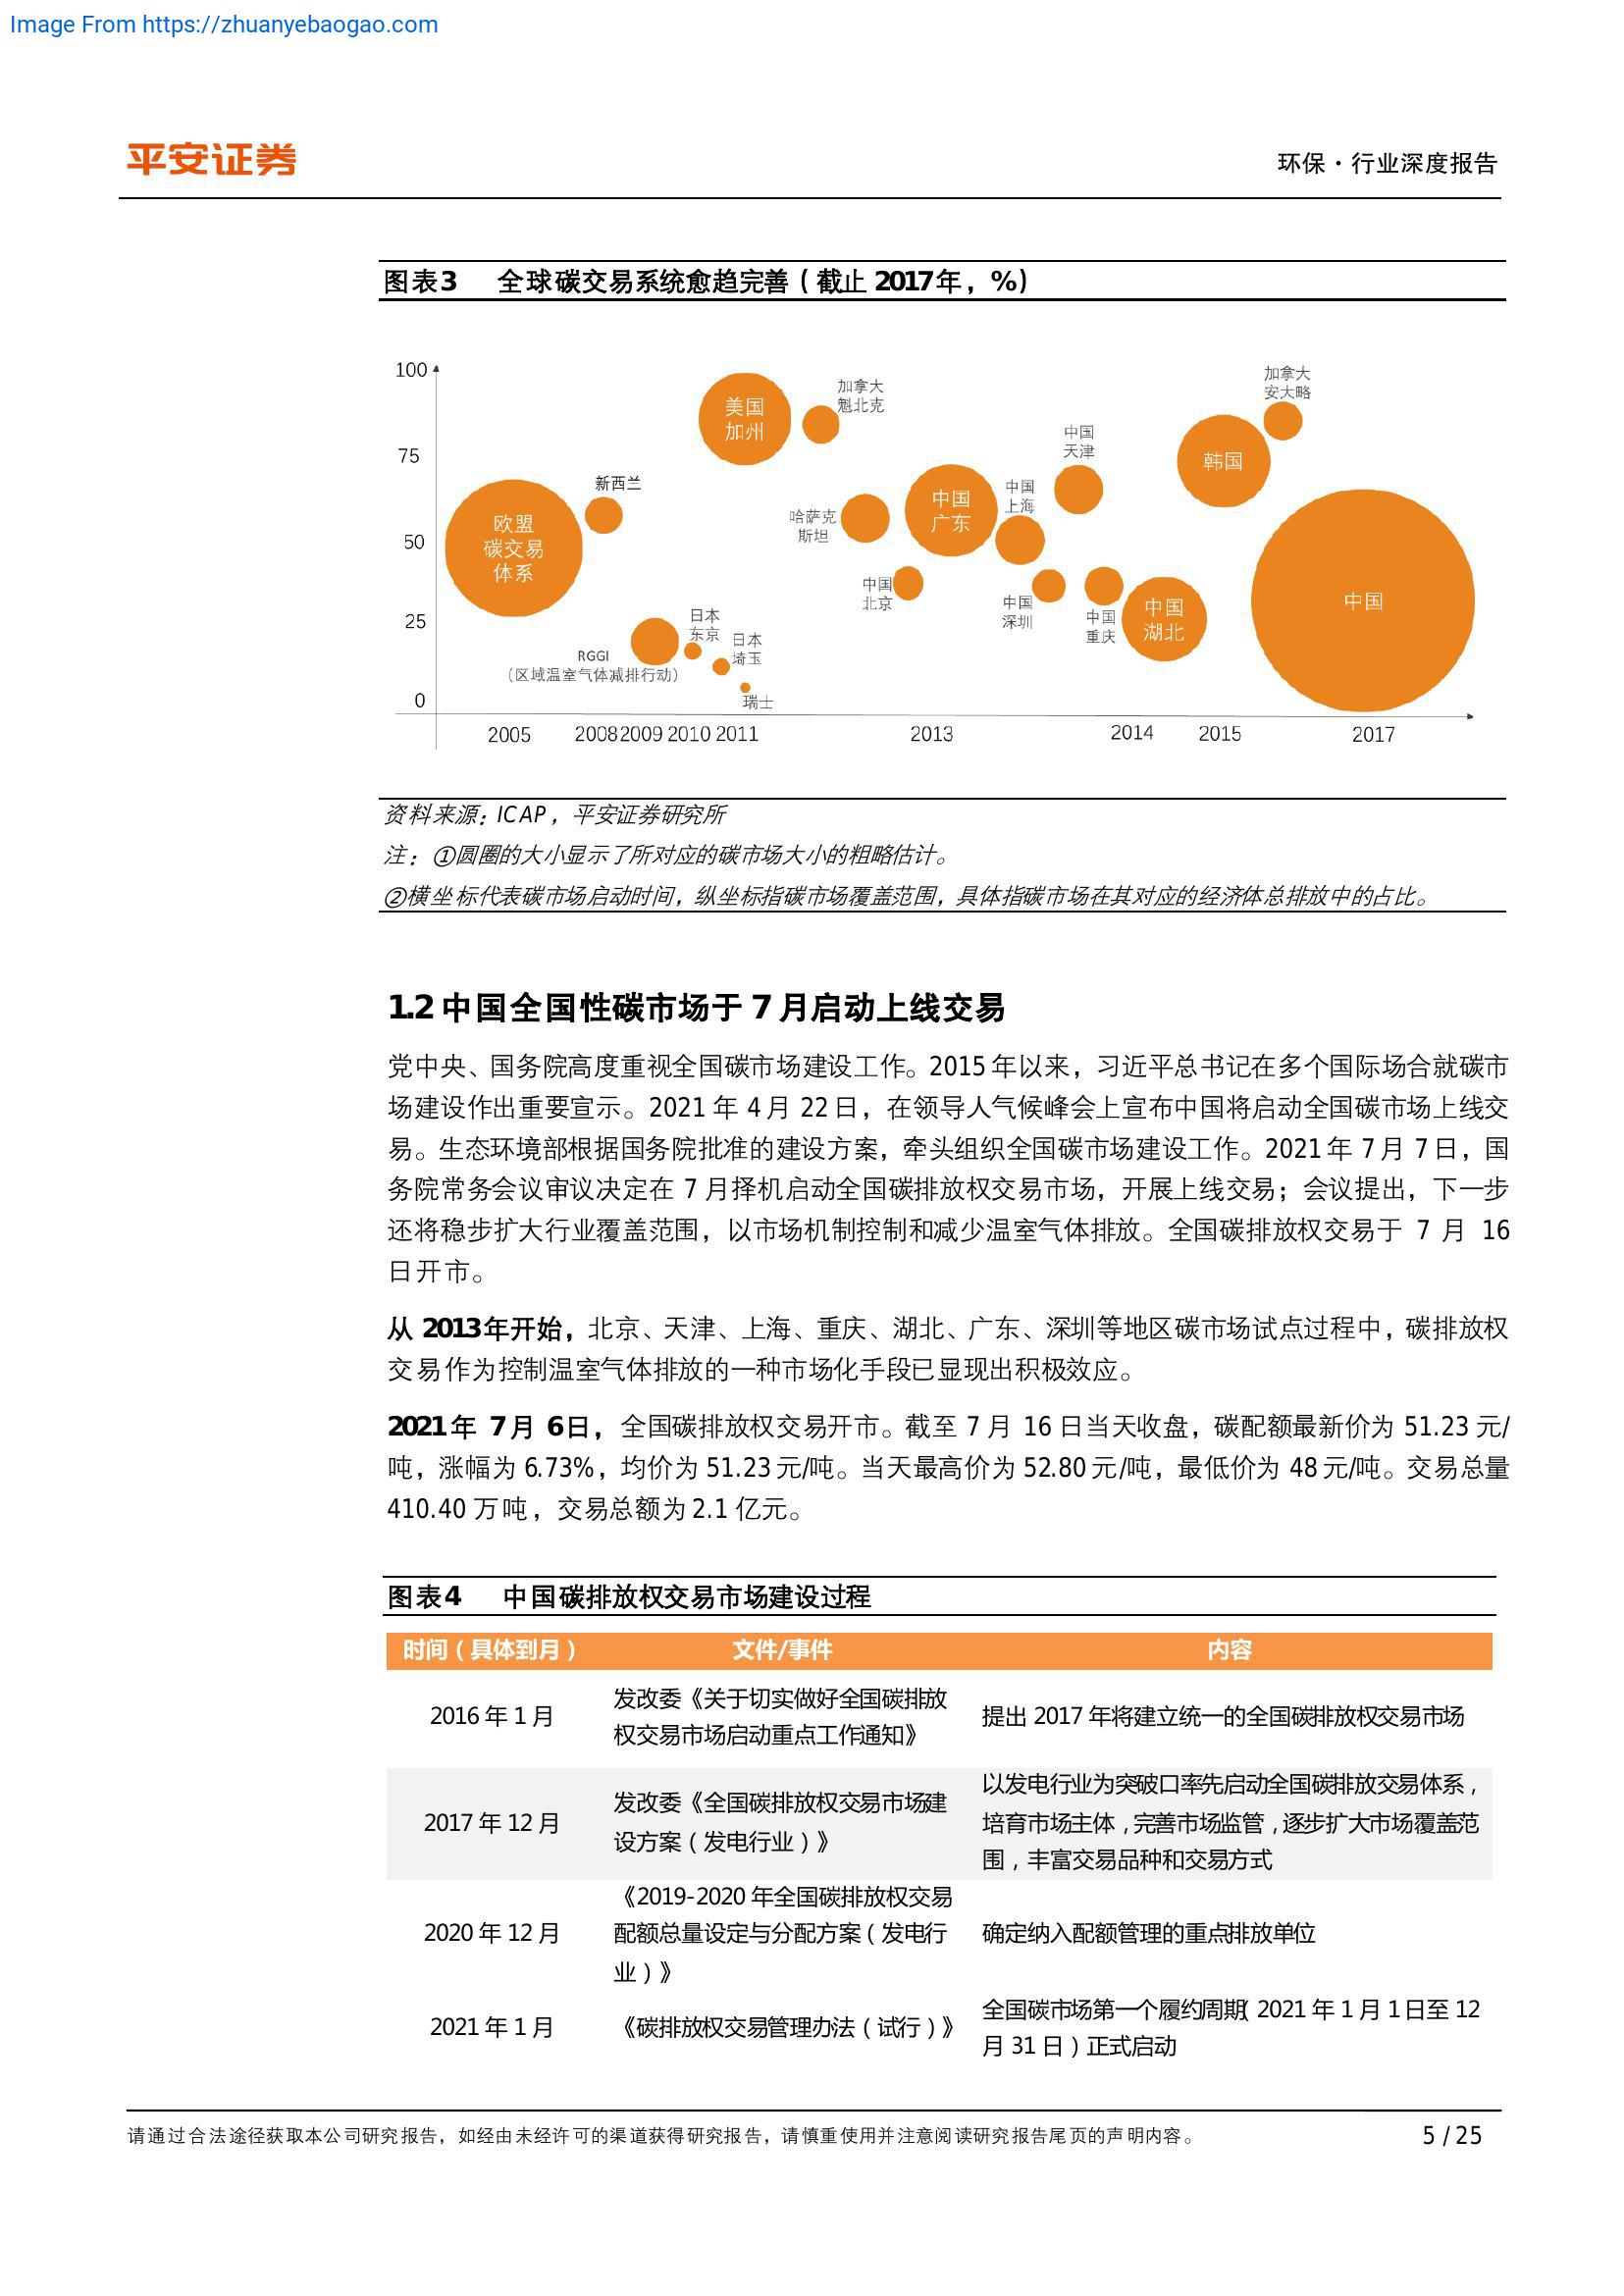 Image From https://zhuanyebaogao.com
平安证券
环保·行业深度报告
图表3 全球碳交易系统愈趋完善（截止 2017年，%）
100
75
50
25
0
欧盟
碳交易
体系
新西兰
RGGI
（区域温室气体减排行动）
日本
东京
日本
埼玉
瑞士
美国
加州
加拿大
魁北克
哈萨克
斯坦
中国
北京
中国
广东
中国
上海
中国
深圳
中国
天津
中国
重庆
中国
湖北
韩国
加拿大
安大略
中国
2005 2008 2009 2010 2011 2013 2014 2015 2017
资料来源：ICAP，平安证券研究所
注：①圆圈的大小显示了所对应的碳市场大小的粗略估计。
②横坐标代表碳市场启动时间，纵坐标指碳市场覆盖范围，具体指碳市场在其对应的经济体总排放中的占比。
1.2 中国全国性碳市场于 7 月启动上线交易
党中央、国务院高度重视全国碳市场建设工作。2015 年以来，习近平总书记在多个国际场合就碳市
场建设作出重要宣示。2021 年 4 月 22 日，在领导人气候峰会上宣布中国将启动全国碳市场上线交
易。生态环境部根据国务院批准的建设方案，牵头组织全国碳市场建设工作。2021 年 7 月 7 日，国
务院常务会议审议决定在 7 月择机启动全国碳排放权交易市场，开展上线交易；会议提出，下一步
还将稳步扩大行业覆盖范围，以市场机制控制和减少温室气体排放。全国碳排放权交易于 7 月 16
日开市。
从 2013年开始，北京、天津、上海、重庆、湖北、广东、深圳等地区碳市场试点过程中，碳排放权
交易作为控制温室气体排放的一种市场化手段已显现出积极效应。
2021年 7月 6日，全国碳排放权交易开市。截至 7 月 16 日当天收盘，碳配额最新价为 51.23 元/
吨，涨幅为 6.73%，均价为 51.23 元/吨。当天最高价为 52.80 元/吨，最低价为 48 元/吨。交易总量
410.40 万吨，交易总额为 2.1 亿元。
图表4 中国碳排放权交易市场建设过程
时间（具体到月） 文件/事件 内容
发改委《关于切实做好全国碳排放
2016 年 1 月 提出 2017 年将建立统一的全国碳排放权交易市场
权交易市场启动重点工作通知》
以发电行业为突破口率先启动全国碳排放交易体系，
发改委《全国碳排放权交易市场建
2017 年 12 月 培育市场主体，完善市场监管，逐步扩大市场覆盖范
设方案（发电行业）》
围，丰富交易品种和交易方式
《2019-2020 年全国碳排放权交易
2020 年 12 月 配额总量设定与分配方案（发电行 确定纳入配额管理的重点排放单位
业）》
全国碳市场第一个履约周期（2021 年 1 月 1 日至 12
2021 年 1 月 《碳排放权交易管理办法（试行）》
月 31 日）正式启动
请通过合法途径获取本公司研究报告，如经由未经许可的渠道获得研究报告，请慎重使用并注意阅读研究报告尾页的声明内容。
5 / 25